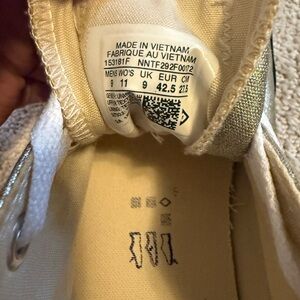 MADE IN VIETNAM
FABRIQUE AU VIETNAM
153181F NNTF292F0072
MENS WO'S UK EUR CM
9 11 9 42.5 27.5